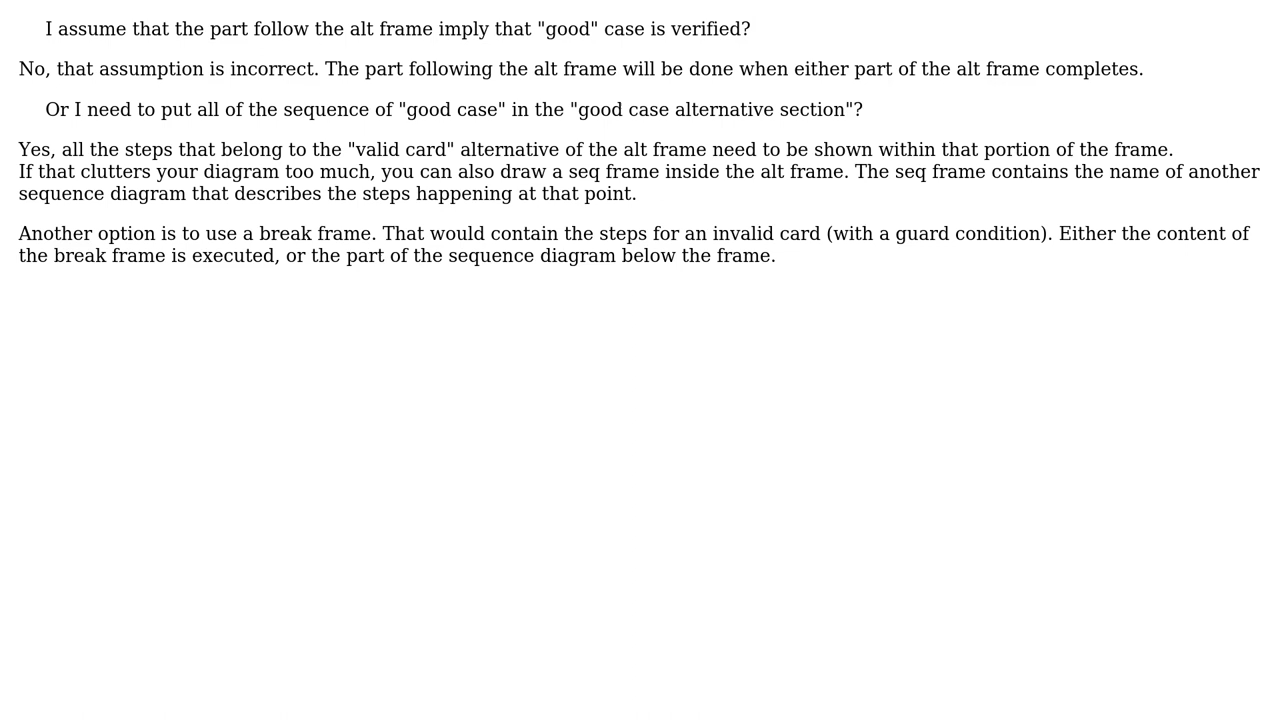 I assume that the part follow the alt frame imply that "good" case is verified?
No, that assumption is incorrect. The part following the alt frame will be done when either part of the alt frame completes.
Or I need to put all of the sequence of "good case" in the "good case alternative section"?
Yes, all the steps that belong to the "valid card" alternative of the alt frame need to be shown within that portion of the frame.
If that clutters your diagram too much, you can also draw a seq frame inside the alt frame. The seq frame contains the name of another
sequence diagram that describes the steps happening at that point.
Another option is to use a break frame. That would contain the steps for an invalid card (with a guard condition). Either the content of
the break frame is executed, or the part of the sequence diagram below the frame.